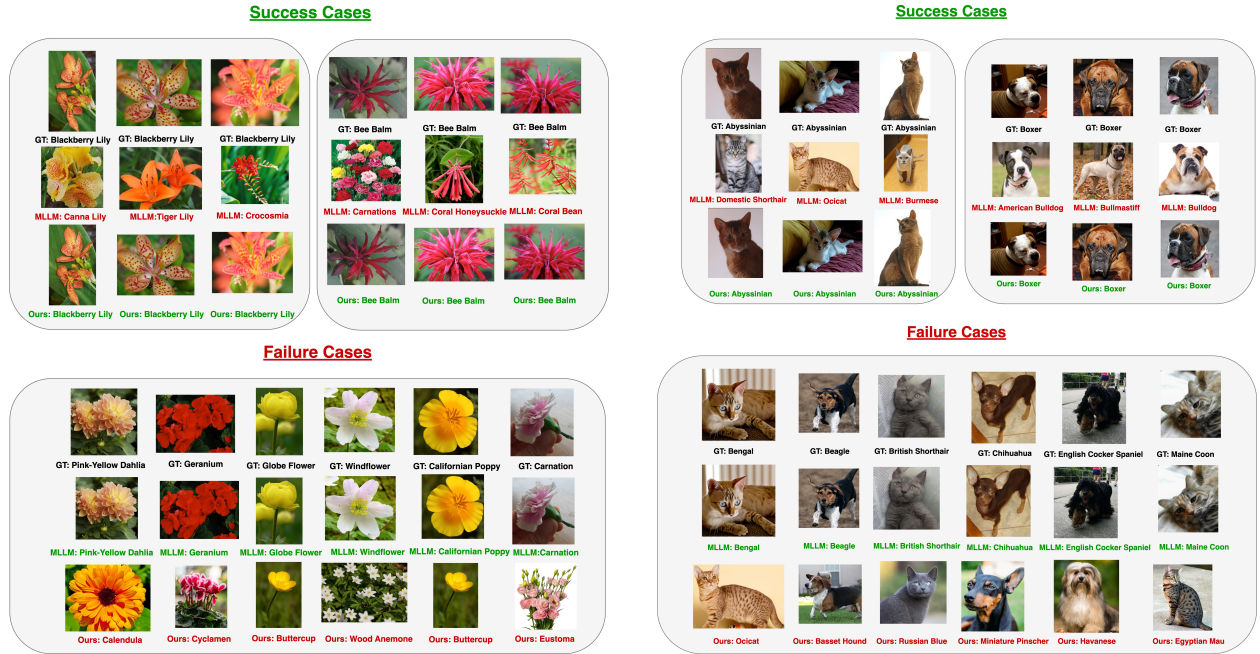 Success Cases
GT: Blackberry Lily GT: Blackberry Lily GT: Blackberry Lily
MLLM: Canna Lily MLLM:Tiger Lily MLLM: Crocosmia
Ours: Blackberry Lily Ours: Blackberry Lily Ours: Blackberry Lily
GT: Bee Balm GT: Bee Balm GT: Bee Balm
MLLM: Carnations MLLM: Coral Honeysuckle MLLM: Coral Bean
Ours: Bee Balm Ours: Bee Balm Ours: Bee Balm
Failure Cases
GT: Pink-Yellow Dahlia GT: Geranium GT: Globe Flower GT: Windflower GT: Californian Poppy GT: Carnation
MLLM: Pink-Yellow Dahlia MLLM: Geranium MLLM: Globe Flower MLLM: Windflower MLLM: Californian Poppy MLLM:Carnation
Ours: Calendula Ours: Cyclamen Ours: Buttercup Ours: Wood Anemone Ours: Buttercup Ours: Eustoma
Success Cases
GT: Abyssinian GT: Abyssinian GT: Abyssinian
MLLM: Domestic Shorthair MLLM: Ocicat MLLM: Burmese
Ours: Abyssinian Ours: Abyssinian Ours: Abyssinian
GT: Boxer GT: Boxer GT: Boxer
MLLM: American Bulldog MLLM: Bullmastiff MLLM: Bulldog
Ours: Boxer Ours: Boxer Ours: Boxer
Failure Cases
GT: Bengal GT: Beagle GT: British Shorthair GT: Chihuahua GT: English Cocker Spaniel GT: Maine Coon
MLLM: Bengal MLLM: Beagle MLLM: British Shorthair MLLM: Chihuahua MLLM: English Cocker Spaniel MLLM: Maine Coon
Ours: Ocicat Ours: Basset Hound Ours: Russian Blue Ours: Miniature Pinscher Ours: Havanese Ours: Egyptian Mau